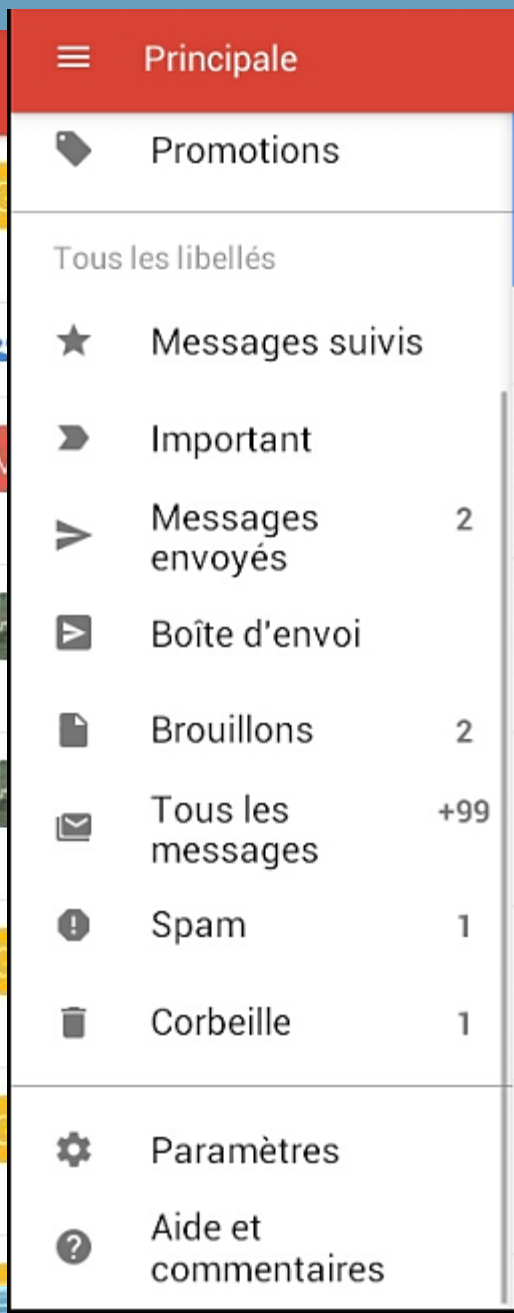 Principale
Promotions
Tous les libellés
Messages suivis
Important
Messages 2
envoyés
Boîte d'envoi
Brouillons 2
Tous les +99
messages
Spam 1
Corbeille 1
Paramètres
Aide et
commentaires